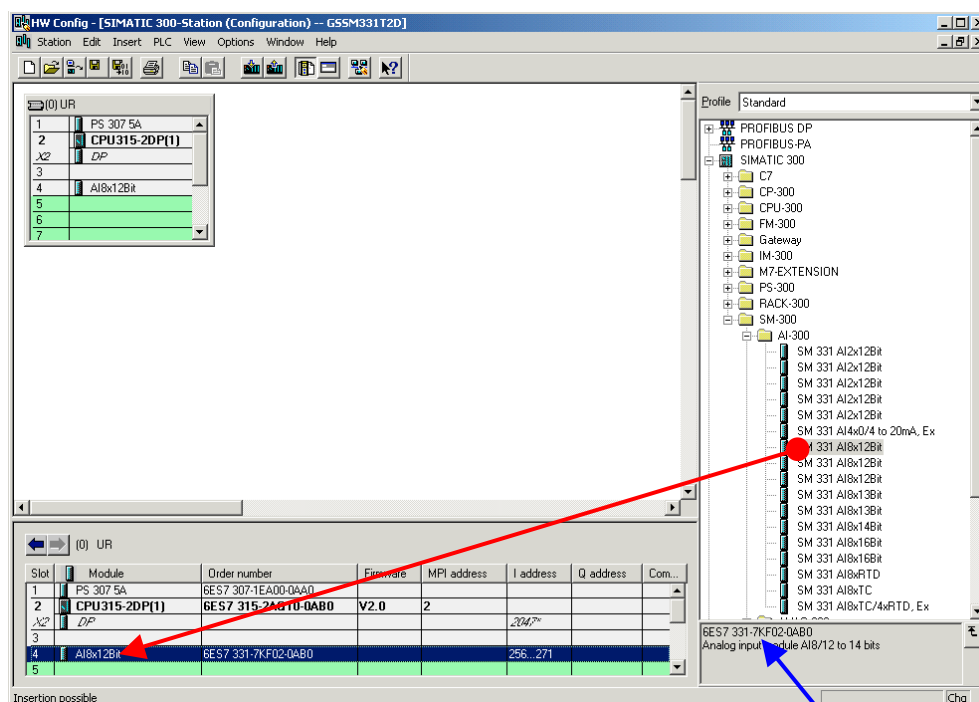 HW Config - [SIMATIC 300-Station (Configuration) -- GSSM331T2D]
Station Edit Insert PLC View Options Window Help
(0) UR
1 PS 307 5A
2 CPU315-2DP(1)
X2 DP
3
4 AI8x12Bit
5
6
7
Profile Standard
PROFIBUS DP
PROFIBUS-PA
SIMATIC 300
C7
CP-300
CPU-300
FM-300
Gateway
IM-300
M7-EXTENSION
PS-300
RACK-300
SM-300
AI-300
SM 331 AI2x12Bit
SM 331 AI2x12Bit
SM 331 AI2x12Bit
SM 331 AI2x12Bit
SM 331 AI2x12Bit
SM 331 AI4x0/4 to 20mA, Ex
331 AI8x12Bit
SM 331 AI8x12Bit
SM 331 AI8x12Bit
SM 331 AI8x13Bit
SM 331 AI8x13Bit
SM 331 AI8x14Bit
SM 331 AI8x16Bit
SM 331 AI8x16Bit
SM 331 AI8xRTD
SM 331 AI8xTC
SM 331 AI8xTC/4xRTD, Ex
6ES7 331-7KF02-0AB0
Analog input module AI8/12 to 14 bits
(0) UR
Slot Module Order number Firmware MPI address I address Q address Com...
1 PS 307 5A 6ES7 307-1EA00-0AA0
2 CPU315-2DP(1) 6ES7 315-2AG10-0AB0 V2.0 2
X2 DP 2047*
3
4 AI8x12Bit 6ES7 331-7KF02-0AB0 256...271
5
Insertion possible
Chg